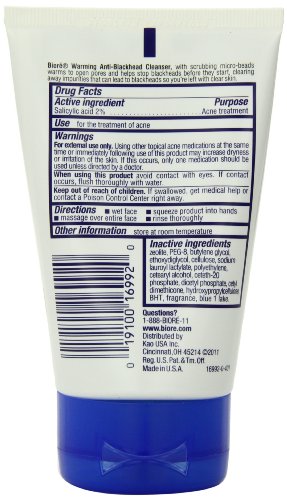 Bioré® Warming Anti-Blackhead Cleanser, with scrubbing micro-beads
warms to open pores and helps stop blackheads before they start, clearing
away impurities that can lead to blackheads so you're left clear skin.
Drug Facts
Active ingredient Purpose
Salicylic acid 2% Acne treatment
Use for the treatment of acne
Warnings
For external use only. Using other topical acne medications at the
same time or immediately following use of this product may increase dryness
or irritation of the skin. If this occurs, only one medication should be
used unless directed by a doctor.
When using this product avoid contact with eyes. If contact
occurs, flush thoroughly with water.
Keep out of reach of children. If swallowed, get medical help or
contact a Poison Control Center right away.
Directions ■ wet face ■ squeeze product into hands
■ massage over entire face ■ rinse thoroughly
Other information store at room temperature
Inactive ingredients
zeolite, PEG-8, butylene glycol,
ethoxydiglycol, cellulose, sodium
lauroyl lactylate, polyethylene,
cetearyl alcohol, ceteth-20
phosphate, dicetyl phosphate, cetyl
dimethicone, hydroxypropylcellulose,
BHT, fragrance, blue 1 lake.
0 19100 16992 0
Questions?
1-888-BIORE-11
www.biore.com
Distributed by
Kao USA Inc.
Cincinnati, OH 45214 ©2011
Reg. U.S. Pat. & Tm. Off.
Made in U.S.A.